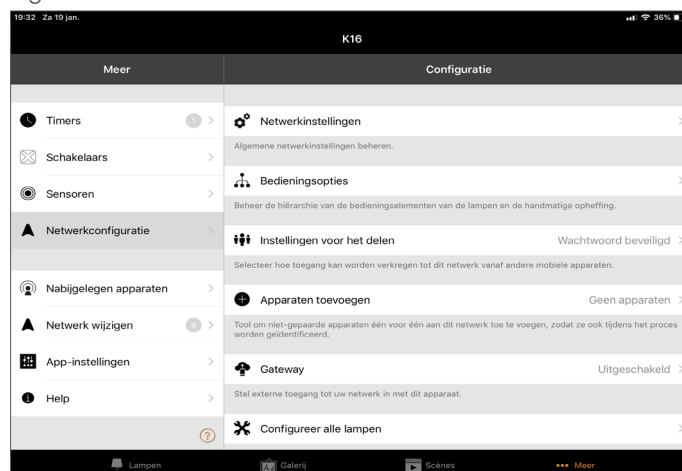 19:32 Za 19 jan.
36%
K16
Meer
Configuratie
Timers 1
Schakelaars
Sensoren
Netwerkconfiguratie
Nabijgelegen apparaten
Netwerk wijzigen 9
App-instellingen
Help
?
Netwerkinstellingen
Algemene netwerkinstellingen beheren.
Bedieningsopties
Beheer de hiërarchie van de bedieningselementen van de lampen en de handmatige opheffing.
Instellingen voor het delen Wachtwoord beveiligd
Selecteer hoe toegang kan worden verkregen tot dit netwerk vanaf andere mobiele apparaten.
Apparaten toevoegen Geen apparaten
Tool om niet-gepaarde apparaten één voor één aan dit netwerk toe te voegen, zodat ze ook tijdens het proces
worden geïdentificeerd.
Gateway Uitgeschakeld
Stel externe toegang tot uw netwerk in met dit apparaat.
Configureer alle lampen
Lampen Galerij Scènes Meer